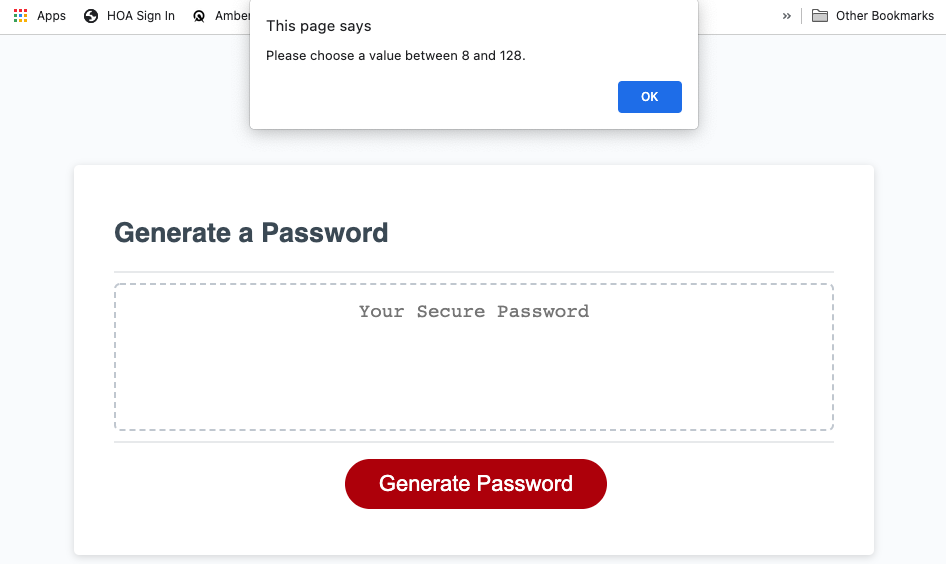 Apps HOA Sign In Amber » Other Bookmarks
This page says
Please choose a value between 8 and 128.
OK
Generate a Password
Your Secure Password
Generate Password